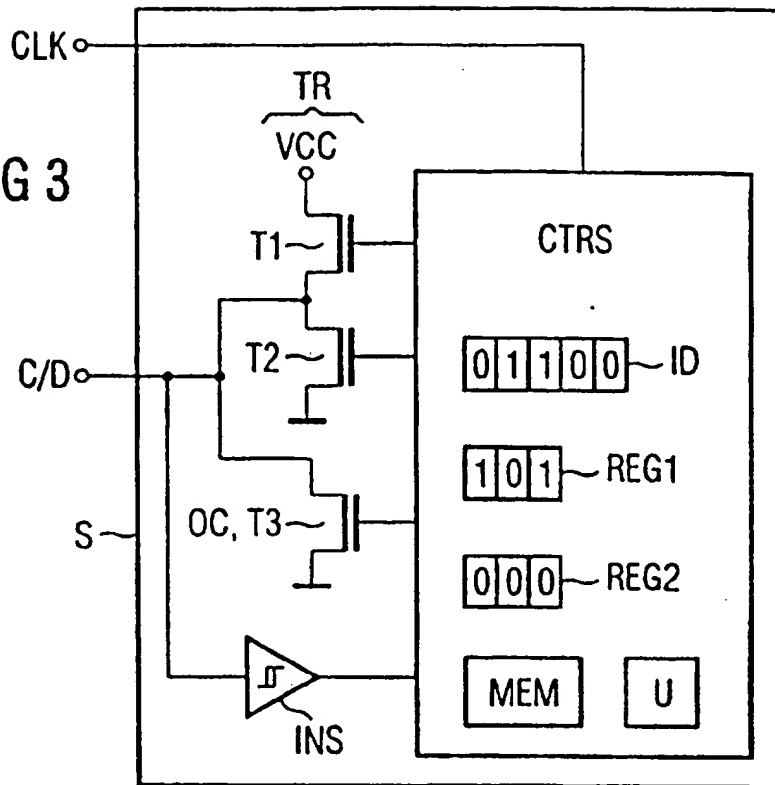 CLK
TR
VCC
G 3
T1
CTRS
C/D
T2
0 1 1 0 0 ID
1 0 1 REG1
S
OC, T3
0 0 0 REG2
MEM
U
INS